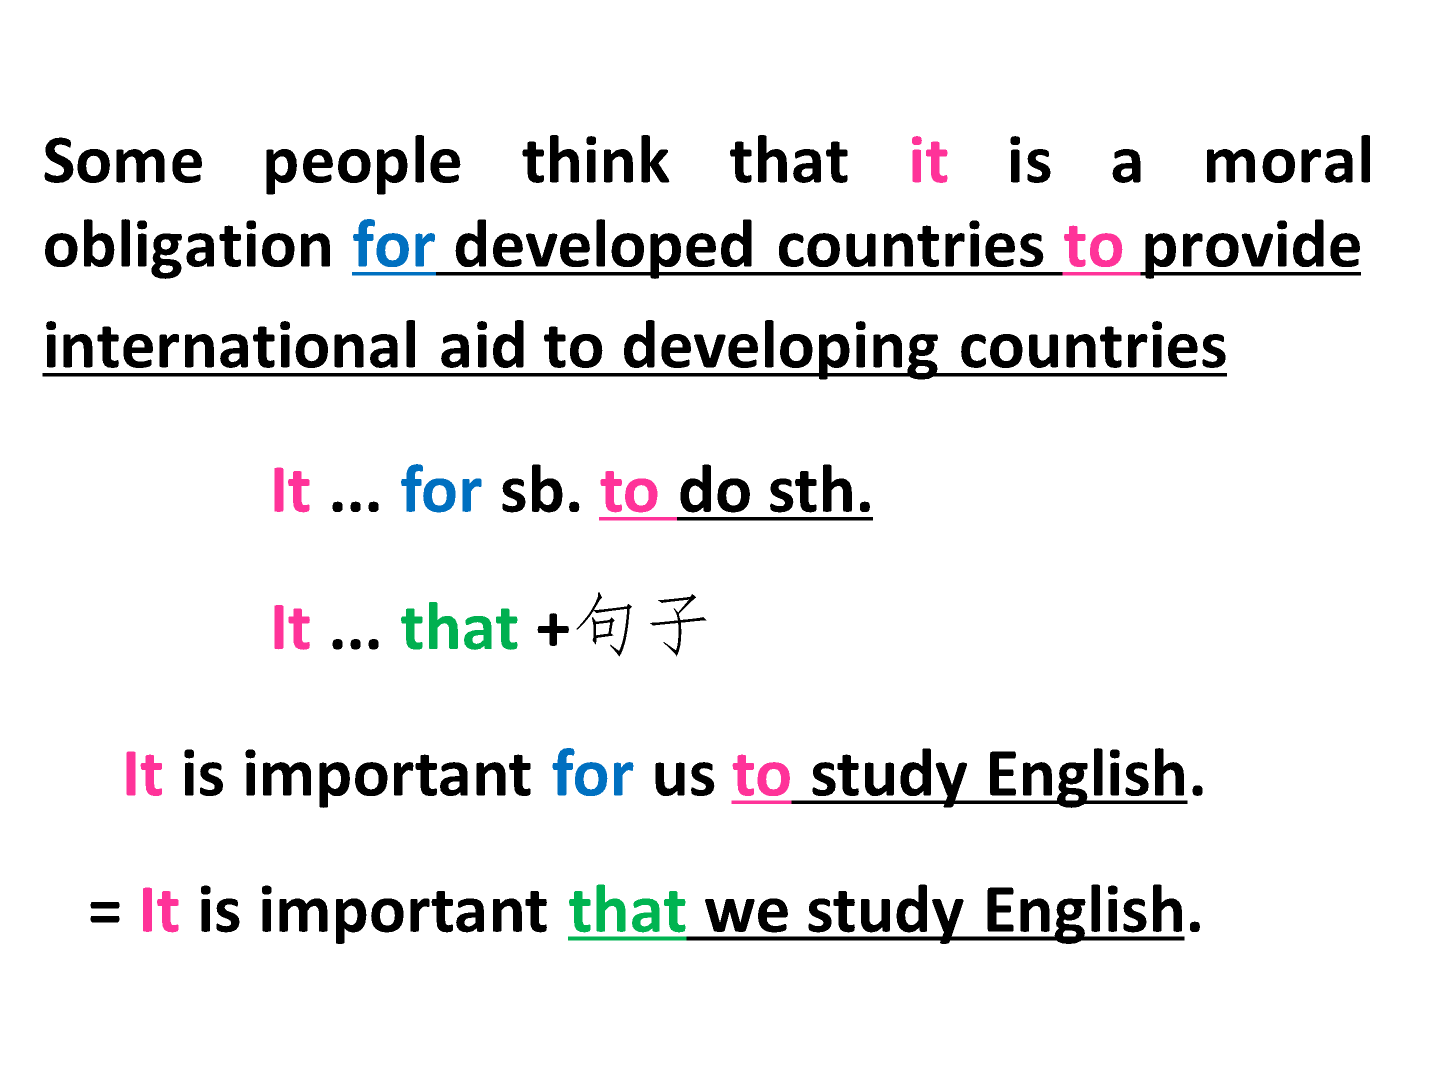 Some people think that it is a moral
obligation for developed countries to provide
international aid to developing countries
It ... for sb. to do sth.
It ... that +句子
It is important for us to study English.
= It is important that we study English.